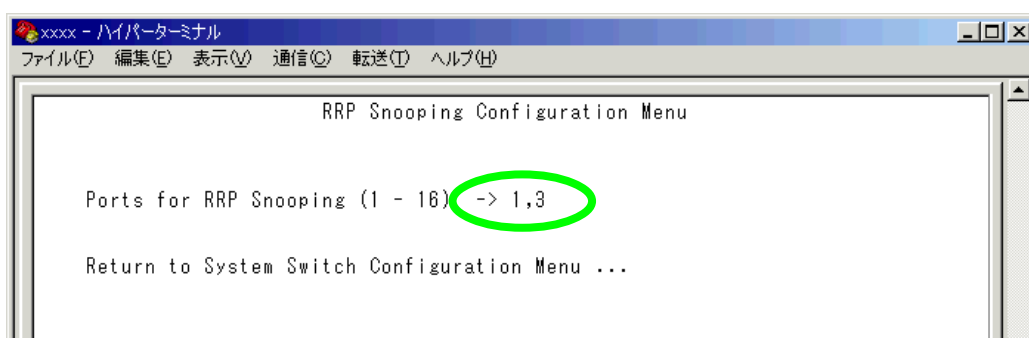 xxxx - ハイパーターミナル
ファイル(F) 編集(E) 表示(V) 通信(C) 転送(T) ヘルプ(H)
RRP Snooping Configuration Menu
Ports for RRP Snooping (1 - 16) -> 1,3
Return to System Switch Configuration Menu ...